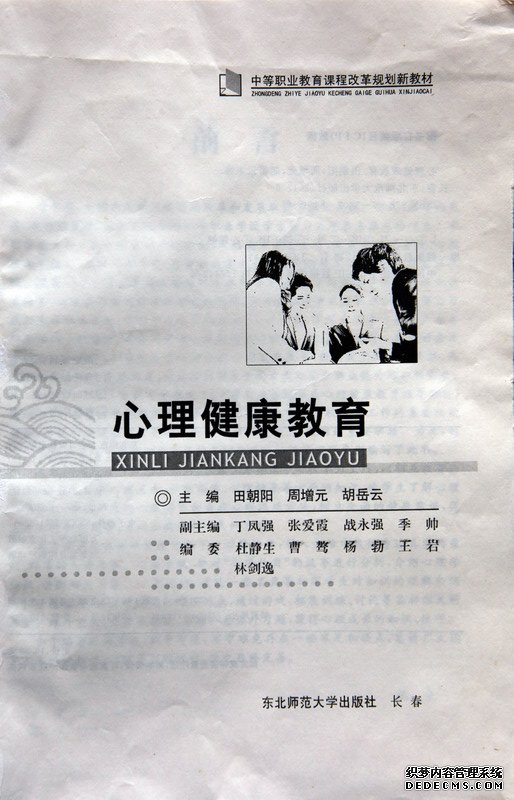 中等职业教育课程改革规划新教材
ZHONGDENG ZHIYE JIAOYU KECHENG GAIGE GUIHUA XINJIAOCAI
心理健康教育
XINLI JIANKANG JIAOYU
◎ 主 编 田朝阳 周增元 胡岳云
副主编 丁凤强 张爱霞 战永强 季 帅
编 委 杜静生 曹 骜 杨 勃 王 岩
林剑逸
东北师范大学出版社 长 春
织梦内容管理系统
DEDECMS.COM